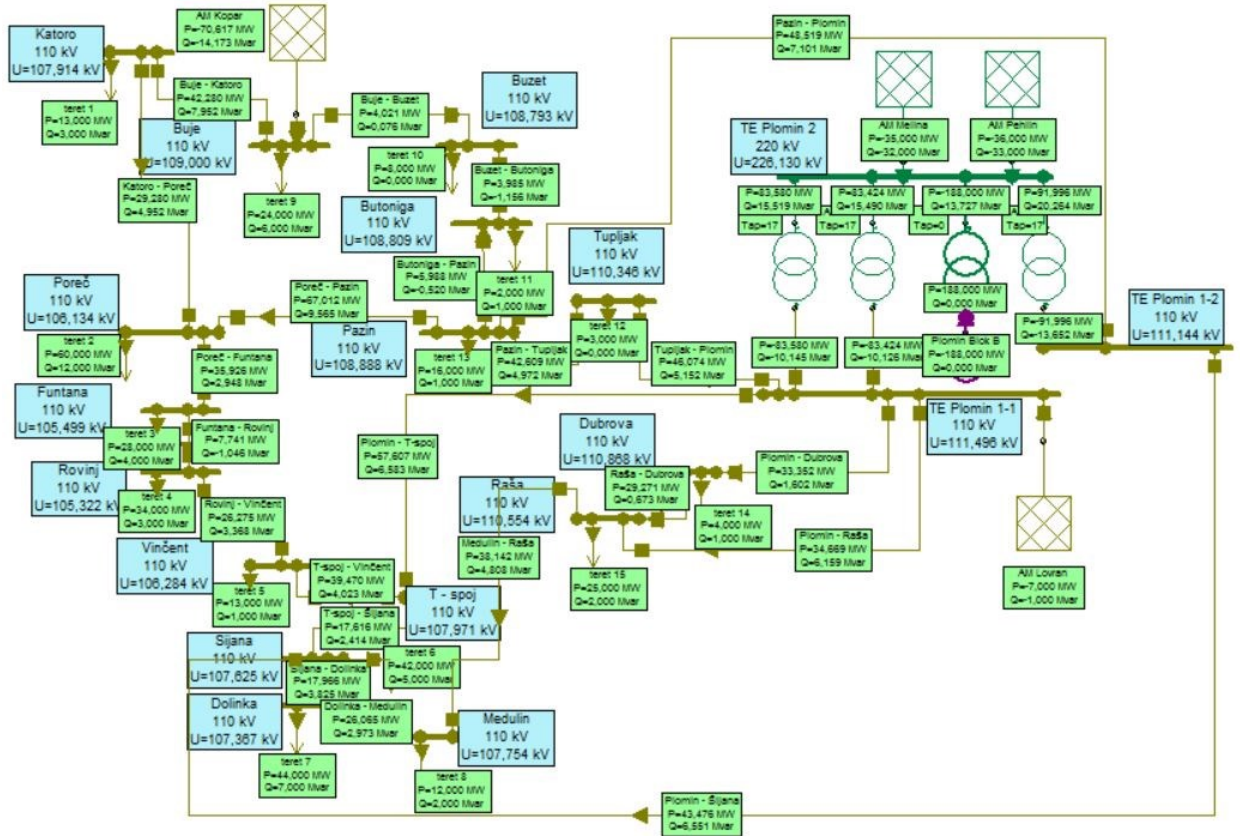 AM Kopar
P=-70,617 MW
Q=-14,173 Mvar
Katoro
110 kV
U=107,914 kV
teret 1
P=13,000 MW
Q=3,000 Mvar
Buje - Katoro
P=42,280 MW
Q=7,952 Mvar
Buje
110 kV
U=109,000 kV
Buje - Buzet
P=4,021 MW
Q=0,076 Mvar
Buzet
110 kV
U=108,793 kV
Pazin - Plomin
P=48,519 MW
Q=7,101 Mvar
AM Melina
P=-35,000 MW
Q=-32,000 Mvar
AM Pehlin
P=-36,000 MW
Q=-33,000 Mvar
TE Plomin 2
220 kV
U=226,130 kV
Katoro - Poreč
P=29,280 MW
Q=4,952 Mvar
teret 9
P=24,000 MW
Q=6,000 Mvar
teret 10
P=8,000 MW
Q=0,000 Mvar
Buzet - Butoniga
P=3,985 MW
Q=-1,156 Mvar
Butoniga
110 kV
U=108,809 kV
P=83,580 MW
Q=15,519 Mvar
Tap=17
P=83,424 MW
Q=15,490 Mvar
Tap=17
P=-188,000 MW
Q=13,727 Mvar
Tap=0
P=91,996 MW
Q=20,264 Mvar
Tap=17
Tupljak
110 kV
U=110,346 kV
Butoniga - Pazin
P=5,988 MW
Q=-0,520 Mvar
teret 11
P=2,000 MW
Q=1,000 Mvar
Poreč
110 kV
U=106,134 kV
Poreč - Pazin
P=67,012 MW
Q=9,565 Mvar
Pazin
110 kV
U=108,888 kV
teret 12
P=3,000 MW
Q=0,000 Mvar
P=188,000 MW
Q=0,000 Mvar
TE Plomin 1-2
110 kV
U=111,144 kV
teret 2
P=60,000 MW
Q=12,000 Mvar
Poreč - Funtana
P=35,926 MW
Q=2,948 Mvar
teret 13
P=16,000 MW
Q=1,000 Mvar
Pazin - Tupljak
P=42,609 MW
Q=4,972 Mvar
Tupljak - Plomin
P=46,074 MW
Q=5,152 Mvar
P=-83,580 MW
Q=-10,145 Mvar
P=-83,424 MW
Q=-10,126 Mvar
Plomin Blok B
P=-188,000 MW
Q=0,000 Mvar
P=-91,996 MW
Q=-13,652 Mvar
Funtana
110 kV
U=105,499 kV
teret 3
P=28,000 MW
Q=4,000 Mvar
Funtana - Rovinj
P=7,741 MW
Q=-1,046 Mvar
Plomin - T-spoj
P=57,607 MW
Q=6,583 Mvar
Dubrova
110 kV
U=110,868 kV
TE Plomin 1-1
110 kV
U=111,496 kV
Rovinj
110 kV
U=105,322 kV
teret 4
P=34,000 MW
Q=3,000 Mvar
Rovinj - Vinčent
P=26,275 MW
Q=3,368 Mvar
Raša
110 kV
U=110,554 kV
Raša - Dubrova
P=29,271 MW
Q=0,673 Mvar
Plomin - Dubrova
P=33,352 MW
Q=1,602 Mvar
teret 14
P=4,000 MW
Q=1,000 Mvar
Vinčent
110 kV
U=106,284 kV
teret 5
P=13,000 MW
Q=1,000 Mvar
T-spoj - Vinčent
P=39,470 MW
Q=4,023 Mvar
Medulin - Raša
P=38,142 MW
Q=4,808 Mvar
teret 15
P=25,000 MW
Q=2,000 Mvar
Plomin - Raša
P=34,669 MW
Q=6,159 Mvar
AM Lovran
P=-7,000 MW
Q=-1,000 Mvar
T - spoj
110 kV
U=107,971 kV
T-spoj - Šijana
P=17,616 MW
Q=2,414 Mvar
Šijana
110 kV
U=107,625 kV
teret 6
P=42,000 MW
Q=5,000 Mvar
Šijana - Dolinka
P=17,966 MW
Q=3,825 Mvar
Dolinka
110 kV
U=107,367 kV
Dolinka - Medulin
P=26,065 MW
Q=2,973 Mvar
Medulin
110 kV
U=107,754 kV
teret 7
P=44,000 MW
Q=7,000 Mvar
teret 8
P=12,000 MW
Q=2,000 Mvar
Plomin - Šijana
P=43,476 MW
Q=6,551 Mvar